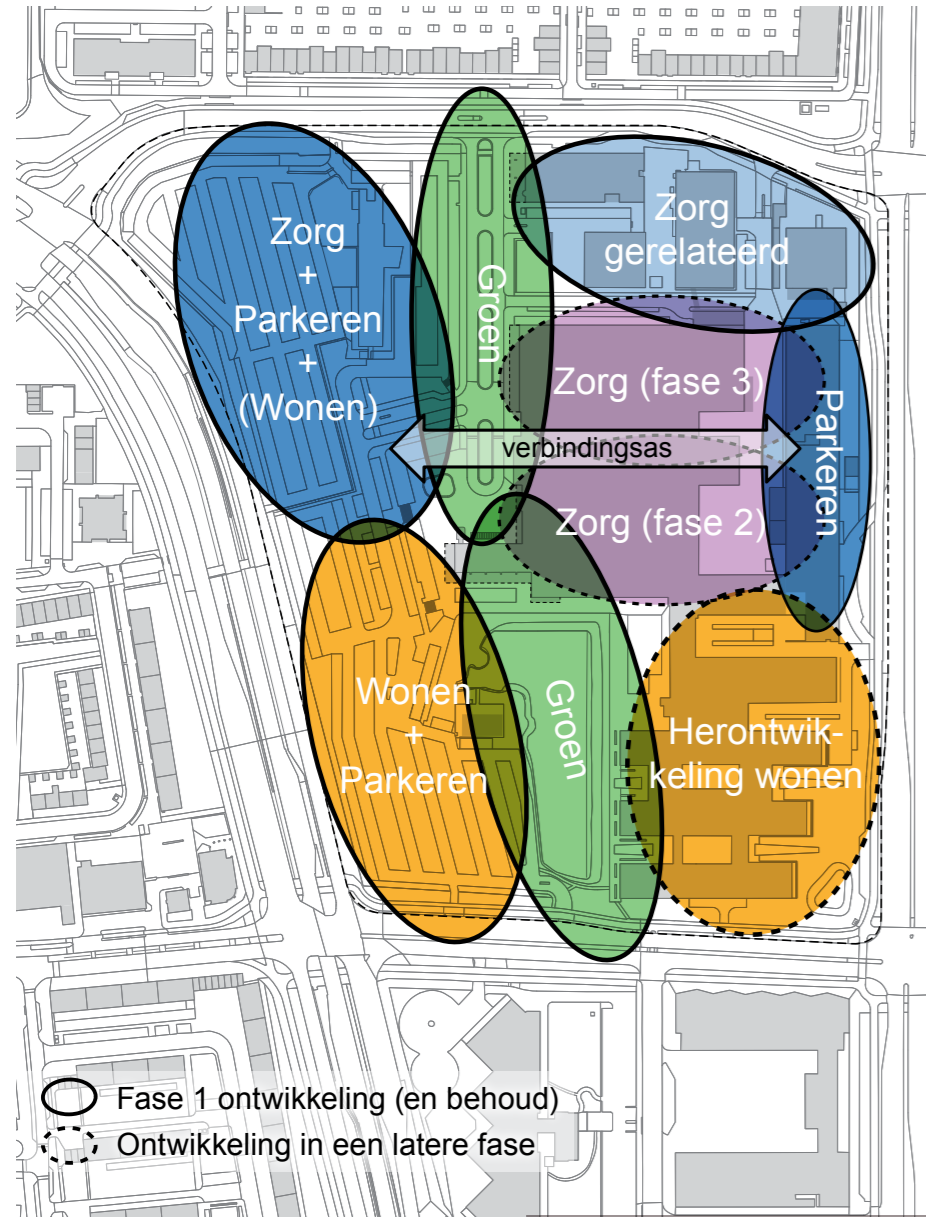 Zorg
+
Parkeren
+
(Wonen)
Groen
Zorg
gerelateerd
Zorg (fase 3)
Parkeren
verbindingsas
Zorg (fase 2)
Wonen
+
Parkeren
Groen
Herontwik-
keling wonen
Fase 1 ontwikkeling (en behoud)
Ontwikkeling in een latere fase